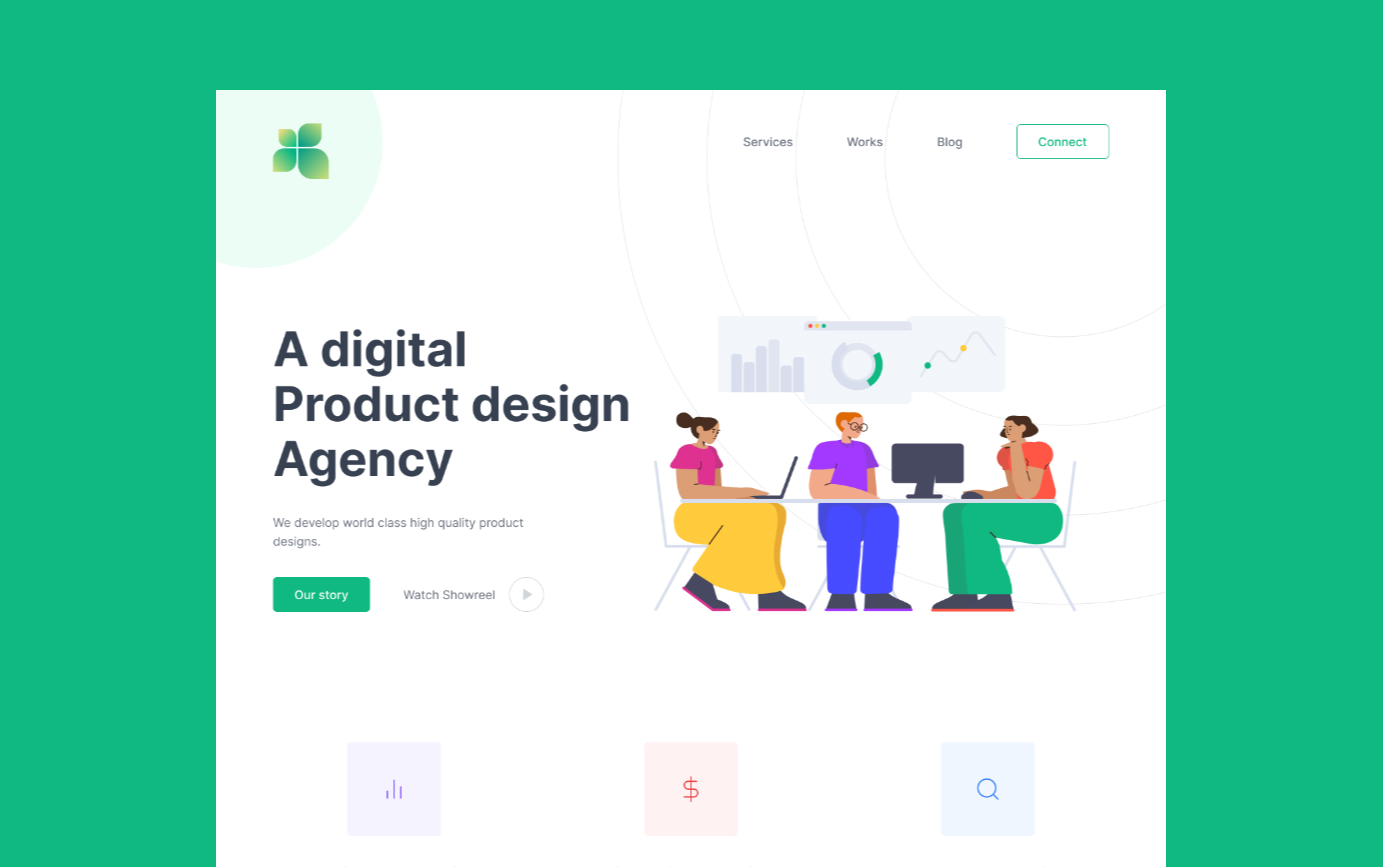 Services Works Blog Connect
A digital
Product design
Agency
We develop world class high quality product
designs.
Our story Watch Showreel